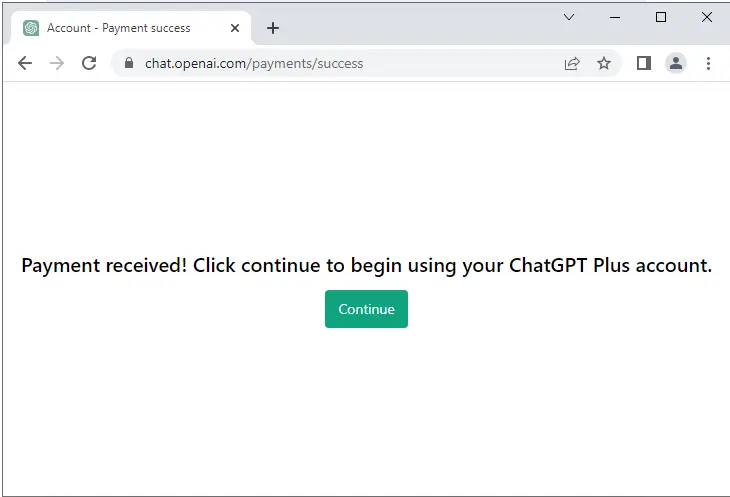 Account - Payment success
chat.openai.com/payments/success
Payment received! Click continue to begin using your ChatGPT Plus account.
Continue